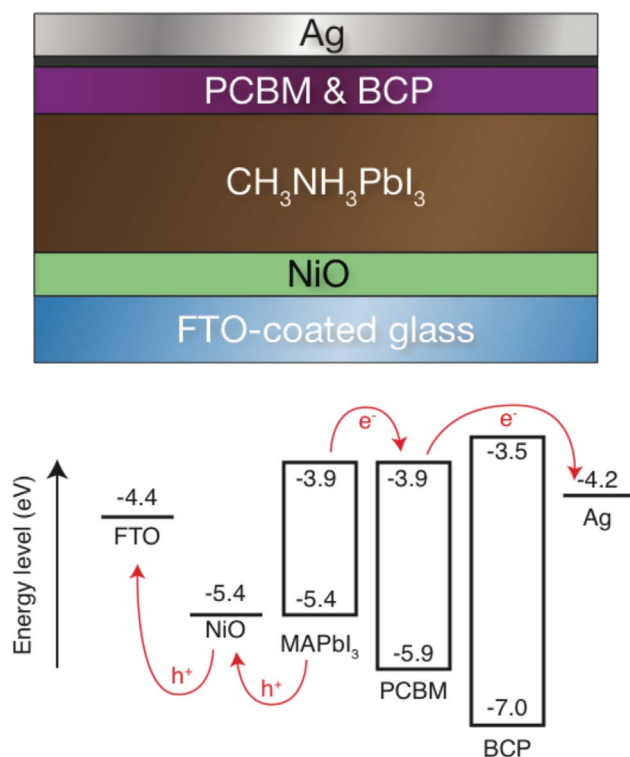 Ag
PCBM & BCP
CH₃NH₃PbI₃
NiO
FTO-coated glass
Energy level (eV)
-4.4
FTO
h⁺
-5.4
NiO
h⁺
e⁻
-3.9
-5.4
MAPbI₃
-3.9
-5.9
PCBM
e⁻
-3.5
-7.0
BCP
-4.2
Ag